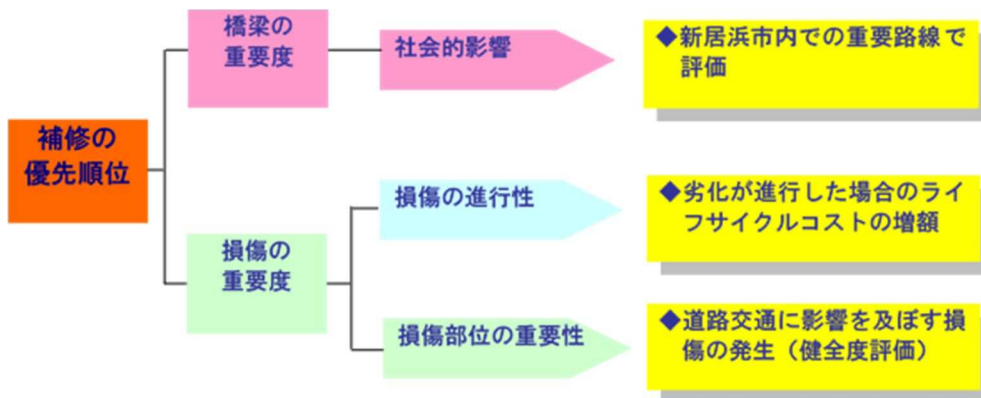 補修の
優先順位
橋梁の
重要度
社会的影響
◆新居浜市内での重要路線で
評価
損傷の
重要度
損傷の進行性
◆劣化が進行した場合のライ
フサイクルコストの増額
損傷部位の重要性
◆道路交通に影響を及ぼす損
傷の発生（健全度評価）